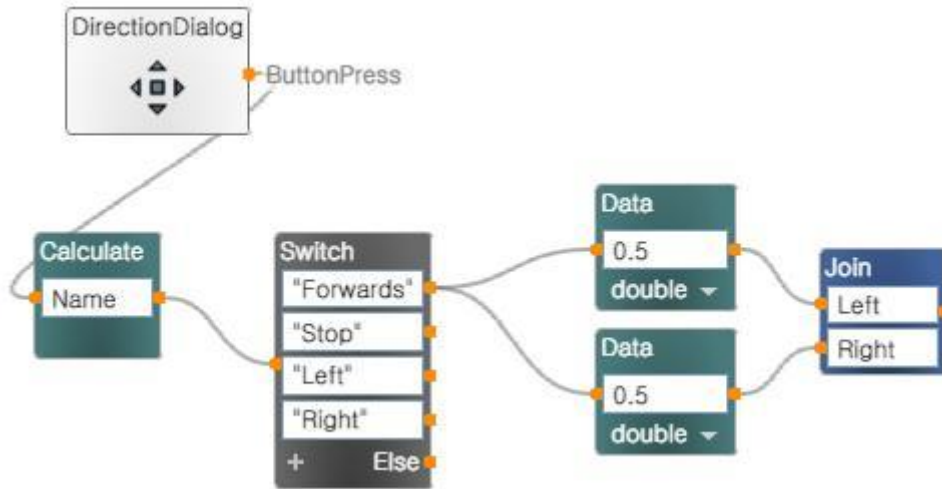 DirectionDialog
ButtonPress
Calculate
Name
Switch
"Forwards"
"Stop"
"Left"
"Right"
+ Else
Data
0.5
double
Data
0.5
double
Join
Left
Right